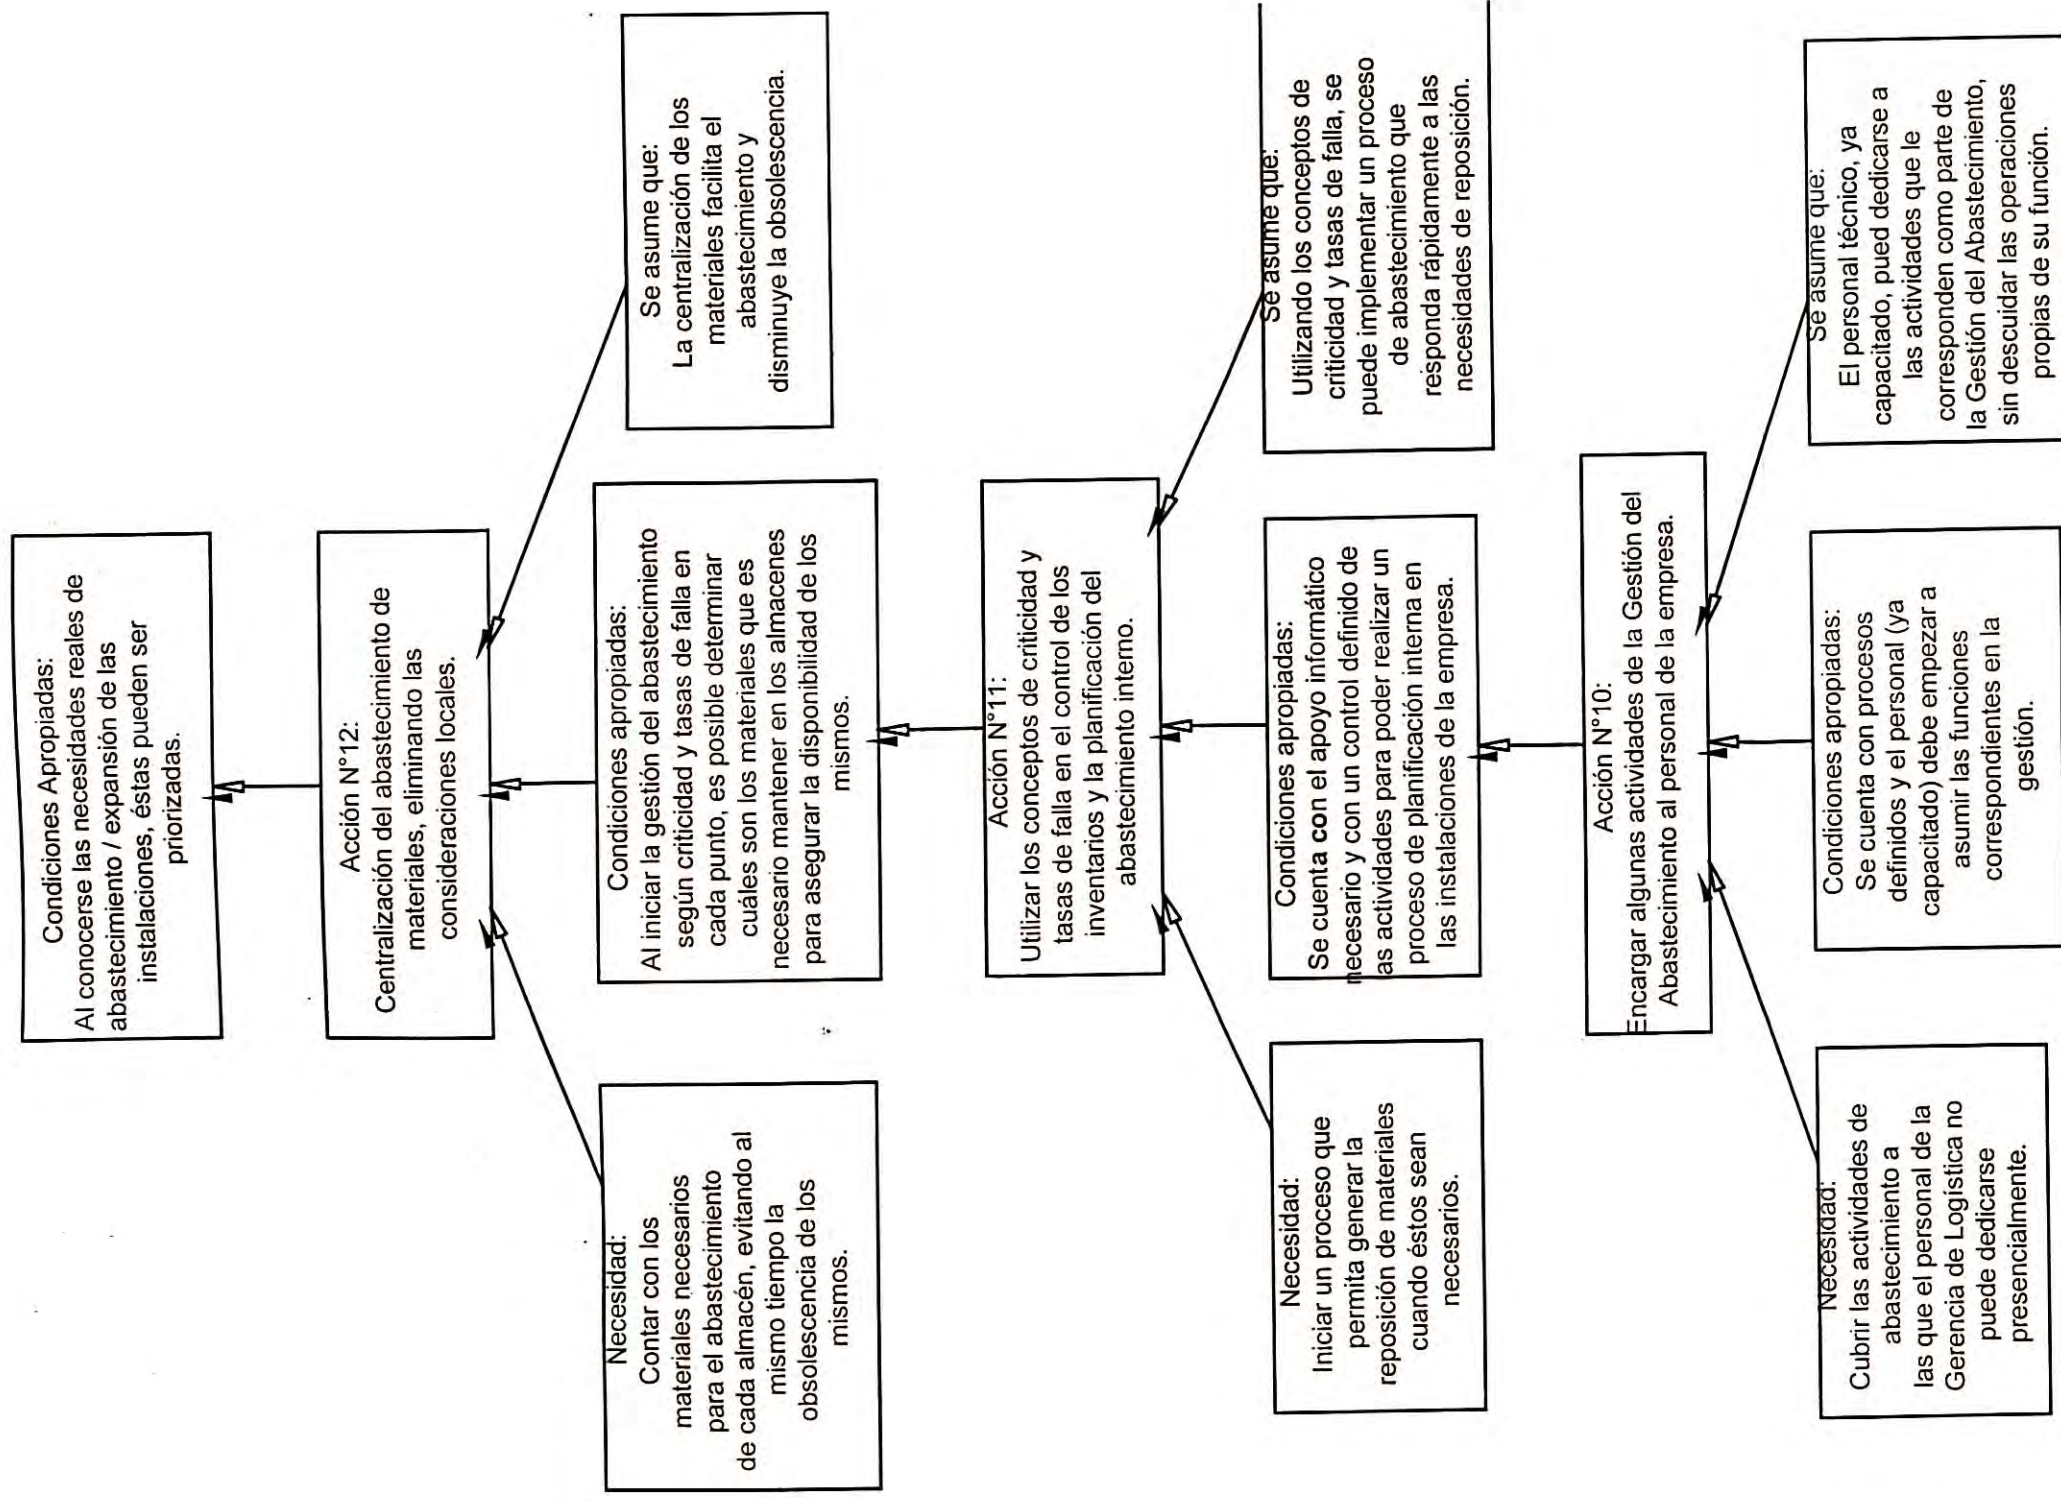 Condiciones Apropiadas:
Al conocerse las necesidades reales de
abastecimiento / expansión de las
instalaciones, éstas pueden ser
priorizadas.
Acción N°12:
Centralización del abastecimiento de
materiales, eliminando las
consideraciones locales.
Necesidad:
Contar con los
materiales necesarios
para el abastecimiento
de cada almacén, evitando al
mismo tiempo la
obsolescencia de los
mismos.
Condiciones apropiadas:
Al iniciar la gestión del abastecimiento
según criticidad y tasas de falla en
cada punto, es posible determinar
cuáles son los materiales que es
necesario mantener en los almacenes
para asegurar la disponibilidad de los
mismos.
Se asume que:
La centralización de los
materiales facilita el
abastecimiento y
disminuye la obsolescencia.
Acción N°11:
Utilizar los conceptos de criticidad y
tasas de falla en el control de los
inventarios y la planificación del
abastecimiento interno.
Necesidad:
Iniciar un proceso que
permita generar la
reposición de materiales
cuando éstos sean
necesarios.
Condiciones apropiadas:
Se cuenta con el apoyo informático
necesario y con un control definido de
las actividades para poder realizar un
proceso de planificación interna en
las instalaciones de la empresa.
Se asume que:
Utilizando los conceptos de
criticidad y tasas de falla, se
puede implementar un proceso
de abastecimiento que
responda rápidamente a las
necesidades de reposición.
Acción N°10:
Encargar algunas actividades de la Gestión del
Abastecimiento al personal de la empresa.
Necesidad:
Cubrir las actividades de
abastecimiento a
las que el personal de la
Gerencia de Logística no
puede dedicarse
presencialmente.
Condiciones apropiadas:
Se cuenta con procesos
definidos y el personal (ya
capacitado) debe empezar a
asumir las funciones
correspondientes en la
gestión.
Se asume que:
El personal técnico, ya
capacitado, pued dedicarse a
las actividades que le
corresponden como parte de
la Gestión del Abastecimiento,
sin descuidar las operaciones
propias de su función.